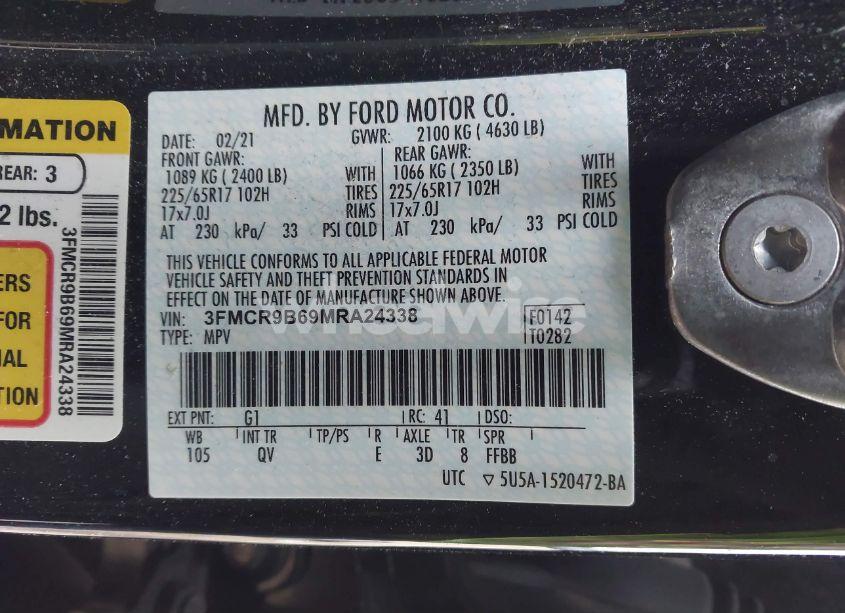 MATION
REAR: 3
2 lbs.
ERS
FOR
IAL
TION
3FMCR9B69MRA24338
MFD. BY FORD MOTOR CO.
DATE: 02/21 GVWR: 2100 KG ( 4630 LB)
FRONT GAWR: REAR GAWR:
1089 KG ( 2400 LB) WITH 1066 KG ( 2350 LB) WITH
225/65R17 102H TIRES 225/65R17 102H TIRES
17x7.0J RIMS 17x7.0J RIMS
AT 230 kPa/ 33 PSI COLD AT 230 kPa/ 33 PSI COLD
THIS VEHICLE CONFORMS TO ALL APPLICABLE FEDERAL MOTOR
VEHICLE SAFETY AND THEFT PREVENTION STANDARDS IN
EFFECT ON THE DATE OF MANUFACTURE SHOWN ABOVE.
VIN: 3FMCR9B69MRA24338 F0142
TYPE: MPV T0282
EXT PNT: G1 RC: 41 DSO:
WB INT TR TP/PS R AXLE TR SPR
105 QV E 3D 8 FFBB
UTC ▽ 5U5A-1520472-BA